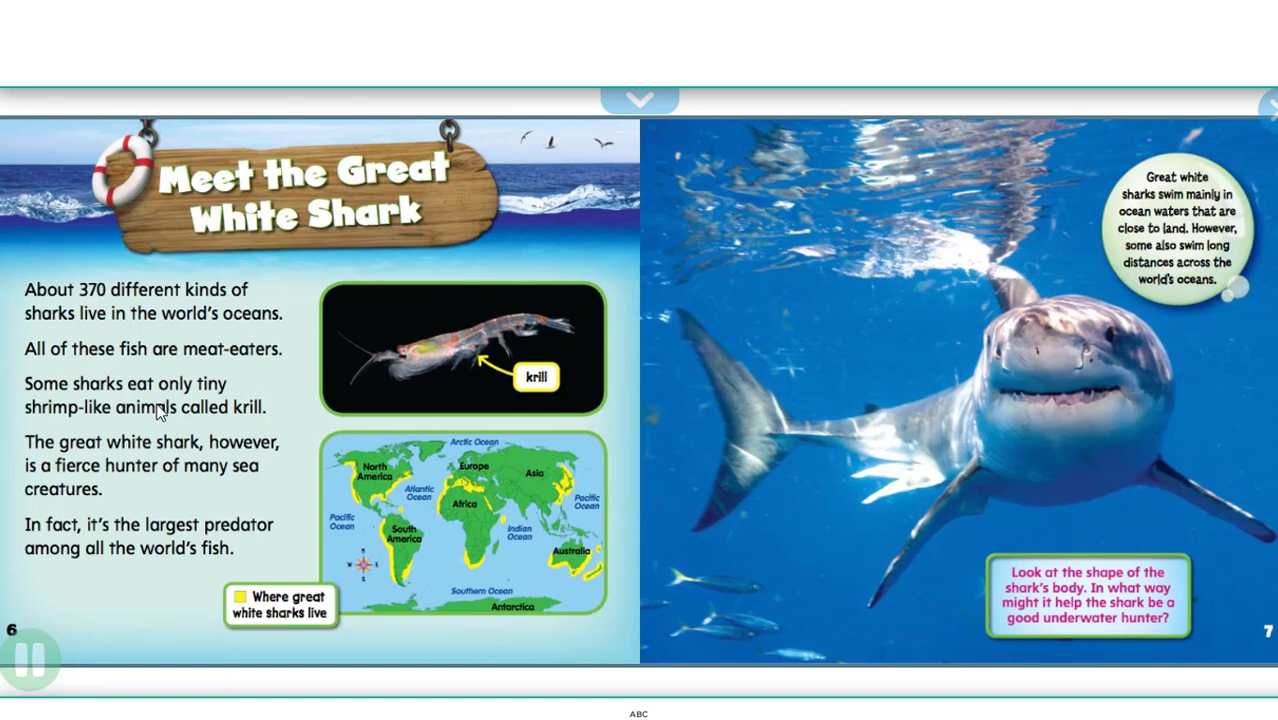 Meet the Great
White Shark
About 370 different kinds of
sharks live in the world's oceans.
All of these fish are meat-eaters.
Some sharks eat only tiny
shrimp-like animals called krill.
The great white shark, however,
is a fierce hunter of many sea
creatures.
In fact, it's the largest predator
among all the world's fish.
krill
Arctic Ocean
North
America
Europe
Asia
Atlantic
Ocean
Pacific
Ocean
Africa
Pacific
Ocean
South
America
Indian
Ocean
Australia
N
W
E
S
Southern Ocean
Antarctica
Where great
white sharks live
6
Great white
sharks swim mainly in
ocean waters that are
close to land. However,
some also swim long
distances across the
world's oceans.
Look at the shape of the
shark's body. In what way
might it help the shark be a
good underwater hunter?
7
ABC